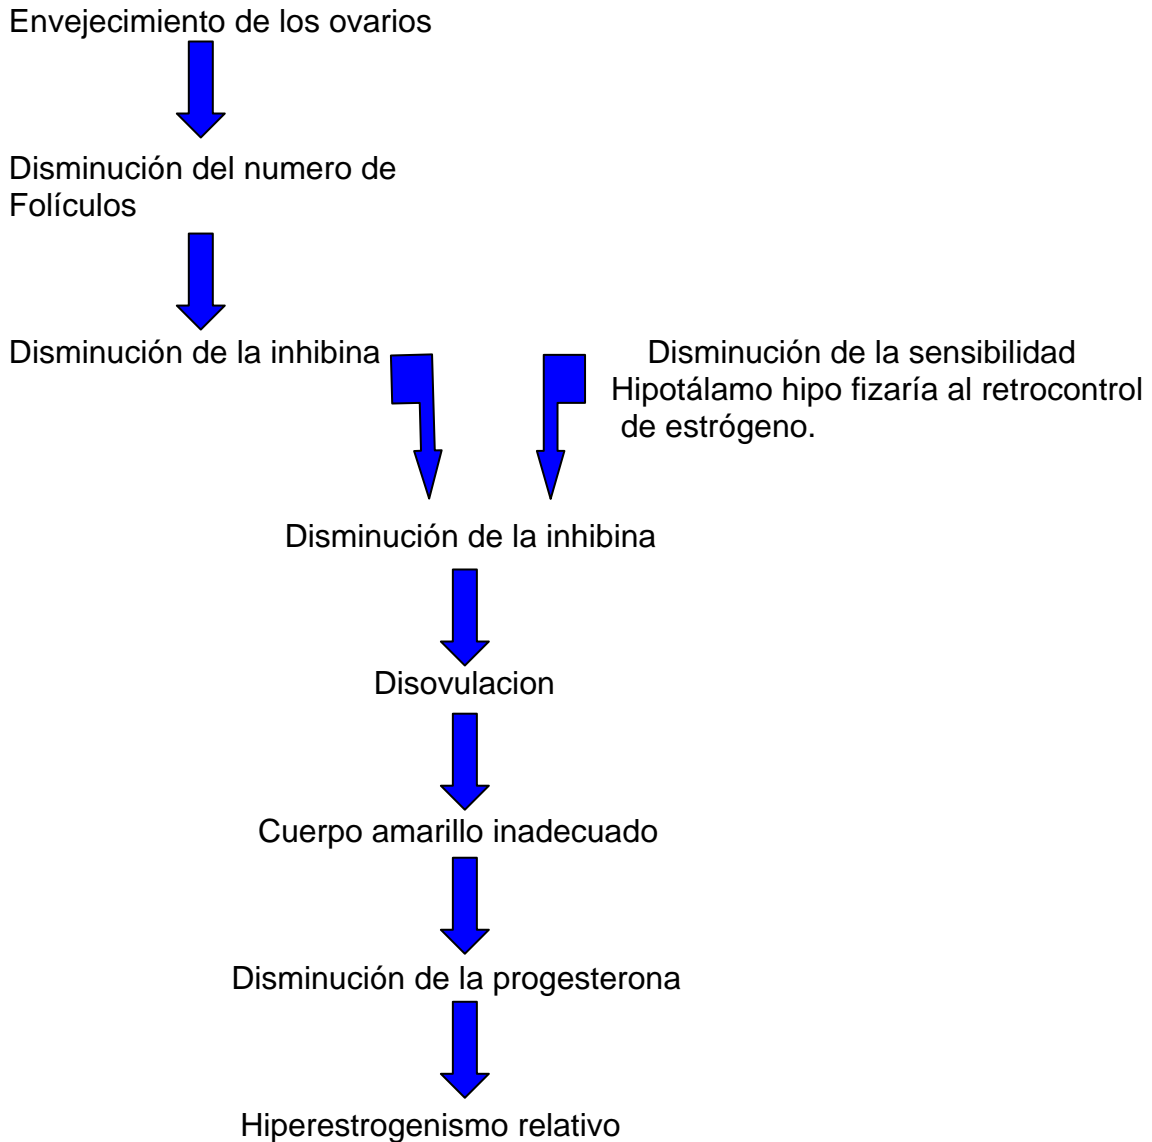 Envejecimiento de los ovarios
Disminución del numero de
Folículos
Disminución de la inhibina
Disminución de la sensibilidad
Hipotálamo hipo fizaría al retrocontrol
de estrógeno.
Disminución de la inhibina
Disovulacion
Cuerpo amarillo inadecuado
Disminución de la progesterona
Hiperestrogenismo relativo